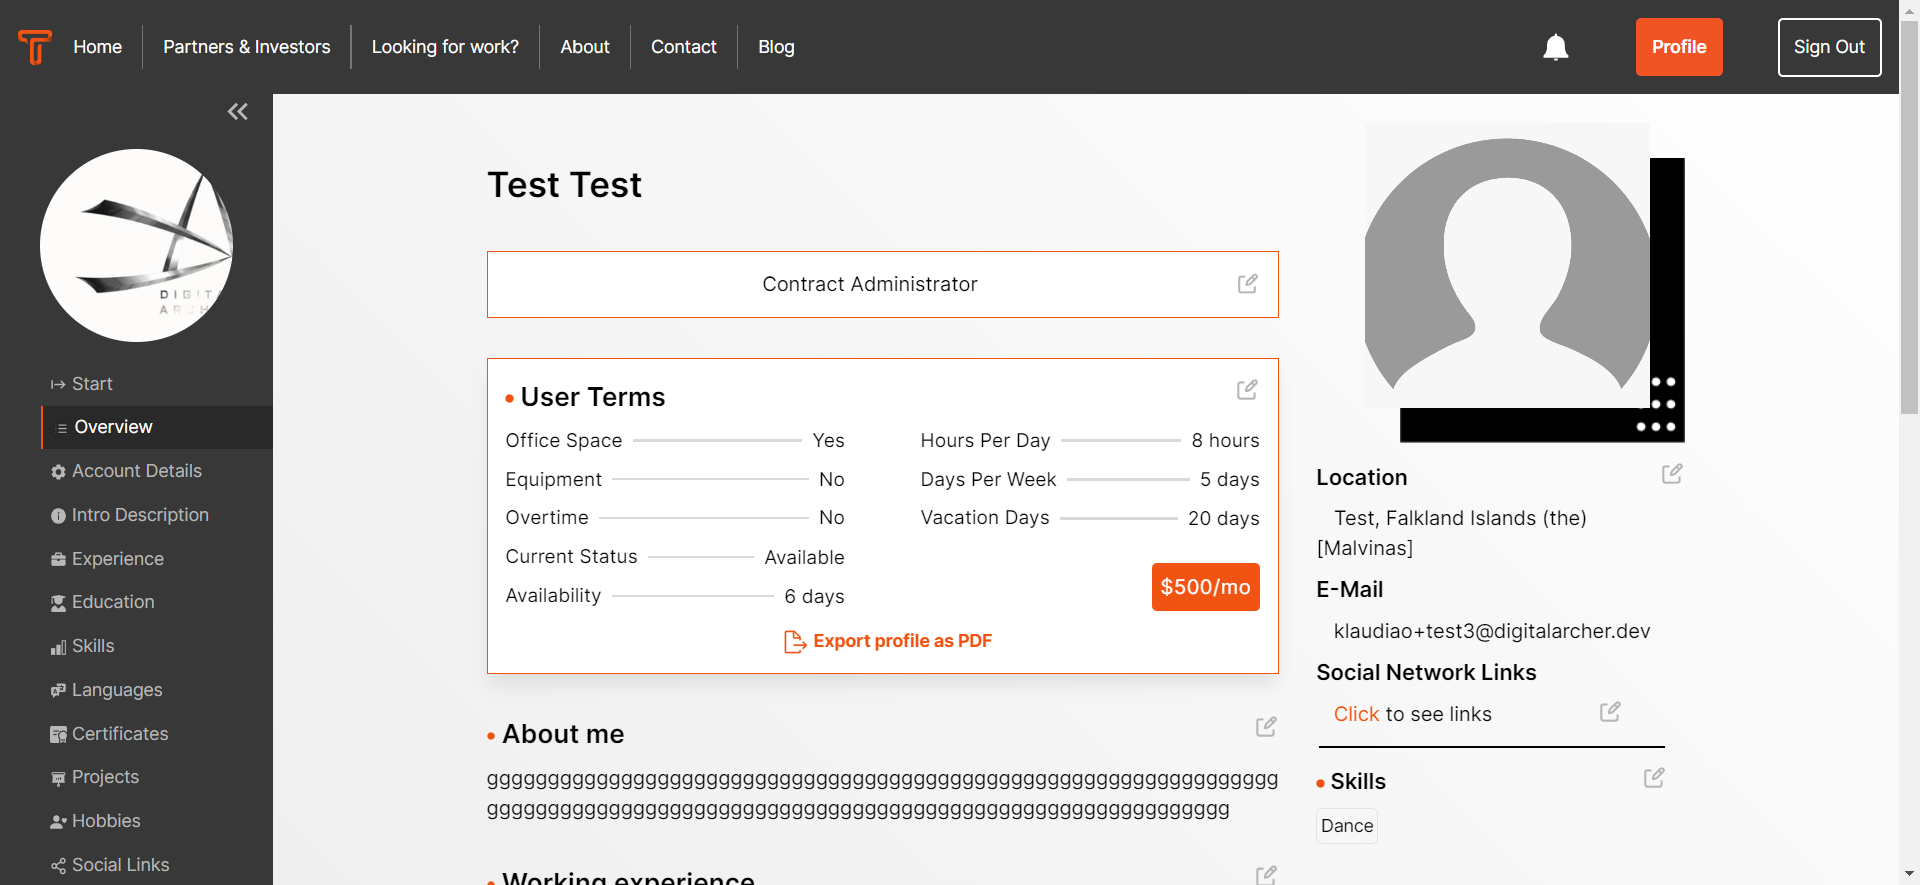 Home
Partners & Investors
Looking for work?
About
Contact
Blog
Profile
Sign Out
Start
Overview
Account Details
Intro Description
Experience
Education
Skills
Languages
Certificates
Projects
Hobbies
Social Links
Test Test
Contract Administrator
User Terms
Office Space Yes
Equipment No
Overtime No
Current Status Available
Availability 6 days
Hours Per Day 8 hours
Days Per Week 5 days
Vacation Days 20 days
$500/mo
Export profile as PDF
About me
ggggggggggggggggggggggggggggggggggggggggggggggggggggggggggggggggg
ggggggggggggggggggggggggggggggggggggggggggggggggggggggggggggg
Working experience
Location
Test, Falkland Islands (the)
[Malvinas]
E-Mail
klaudiao+test3@digitalarcher.dev
Social Network Links
Click to see links
Skills
Dance